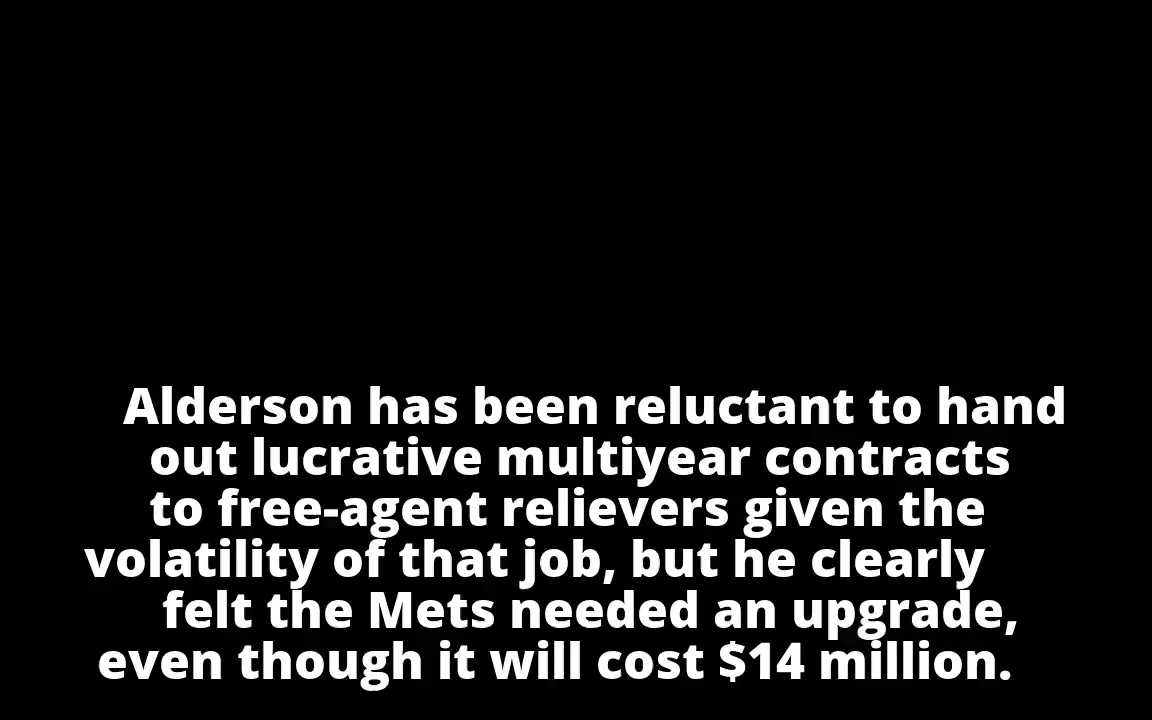 Alderson has been reluctant to hand
out lucrative multiyear contracts
to free-agent relievers given the
volatility of that job, but he clearly
felt the Mets needed an upgrade,
even though it will cost $14 million.